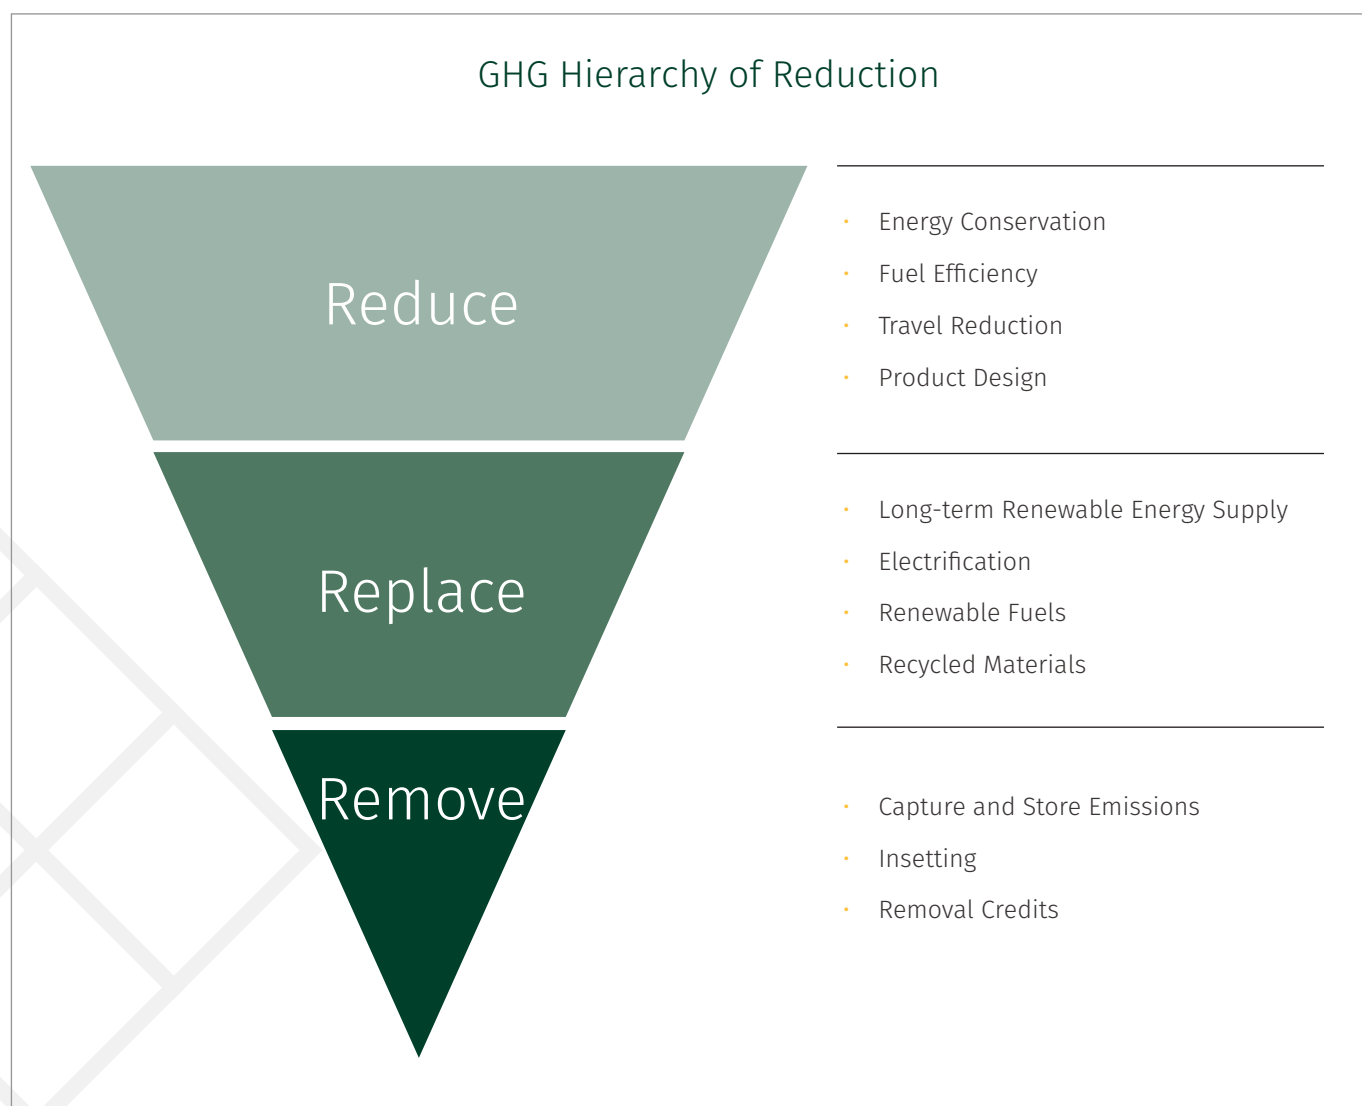 GHG Hierarchy of Reduction
Reduce
· Energy Conservation
· Fuel Efficiency
· Travel Reduction
· Product Design
Replace
· Long-term Renewable Energy Supply
· Electrification
· Renewable Fuels
· Recycled Materials
Remove
· Capture and Store Emissions
· Insetting
· Removal Credits